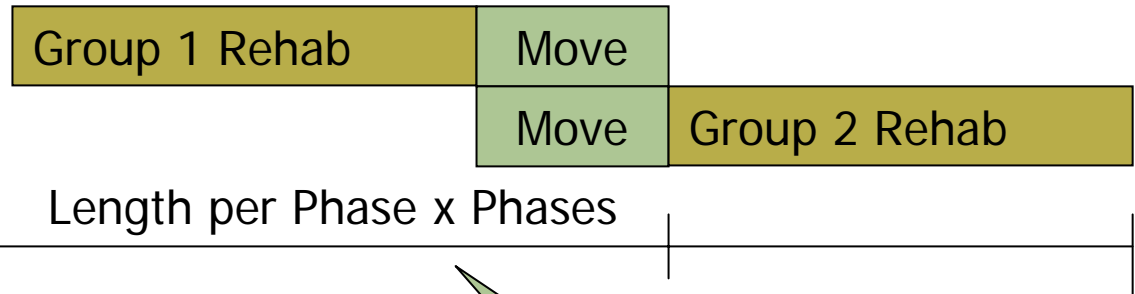 Group 1 Rehab Move
Move Group 2 Rehab
Length per Phase x Phases